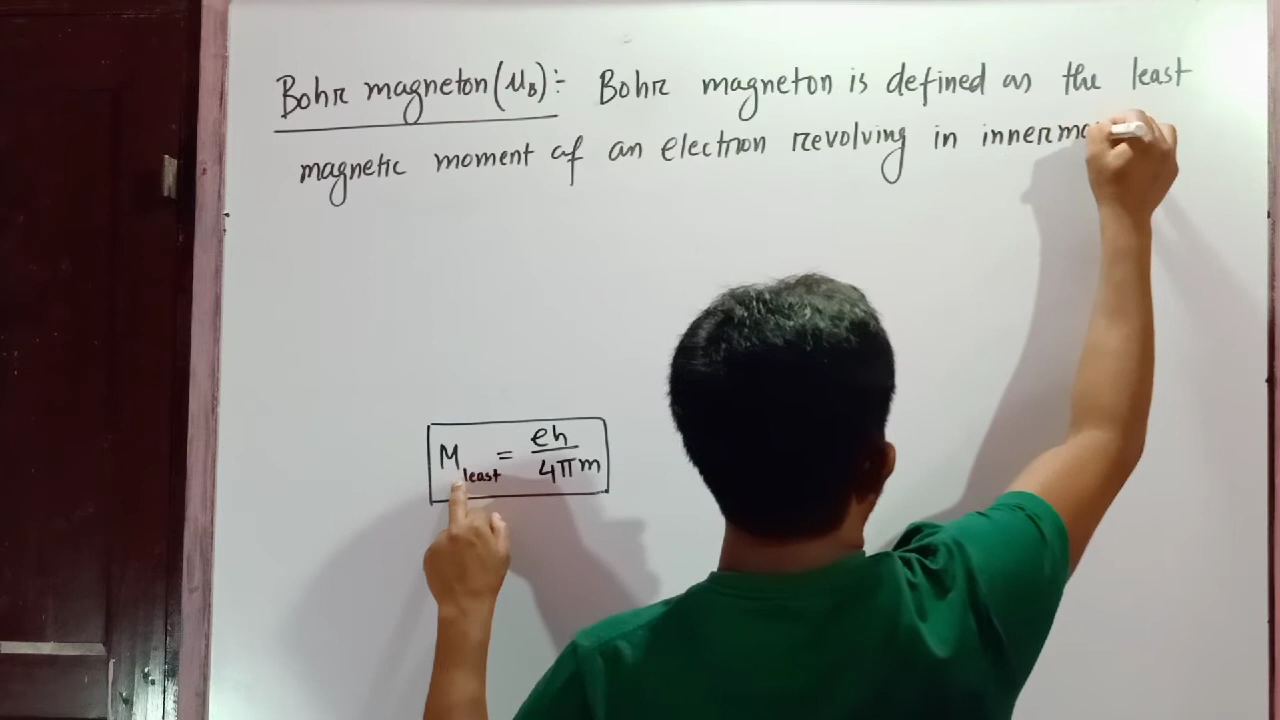 Bohr magneton (μB):- Bohr magneton is defined as the least
magnetic moment of an electron revolving in innermo
M least = eh / 4πm